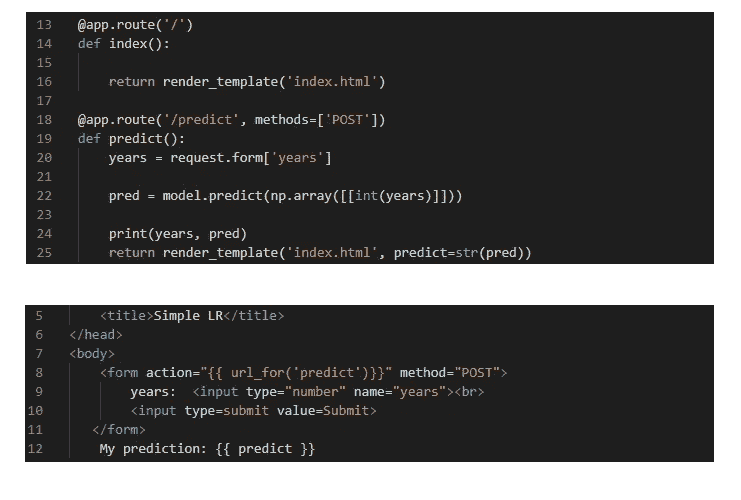 13 @app.route('/')
14 def index():
15
16 return render_template('index.html')
17
18 @app.route('/predict', methods=['POST'])
19 def predict():
20 years = request.form['years']
21
22 pred = model.predict(np.array([[int(years)]]))
23
24 print(years, pred)
25 return render_template('index.html', predict=str(pred))
5 <title>Simple LR</title>
6 </head>
7 <body>
8 <form action="{{ url_for('predict')}}" method="POST">
9 years: <input type="number" name="years"><br>
10 <input type=submit value=Submit>
11 </form>
12 My prediction: {{ predict }}